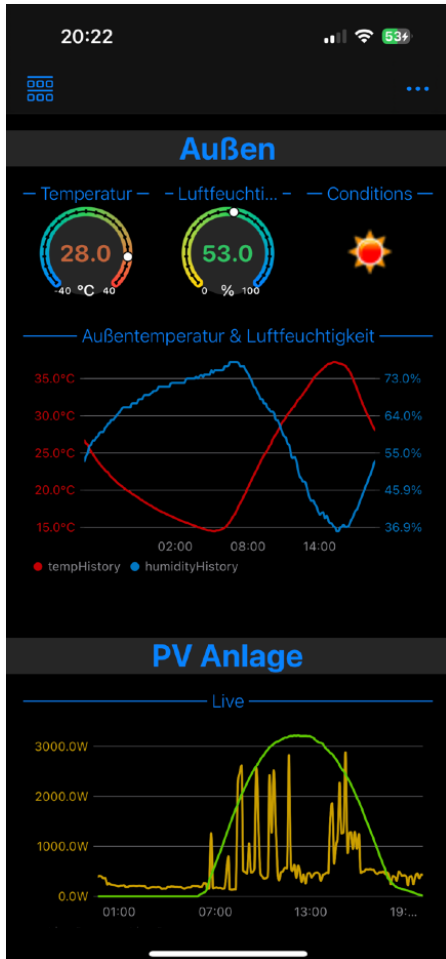 20:22
53
Außen
Temperatur
Luftfeuchti...
Conditions
28.0
-40 °C 40
53.0
0 % 100
Außentemperatur & Luftfeuchtigkeit
35.0°C
73.0%
30.0°C
64.0%
25.0°C
55.0%
20.0°C
45.9%
15.0°C
36.9%
02:00 08:00 14:00
tempHistory humidityHistory
PV Anlage
Live
3000.0W
2000.0W
1000.0W
0.0W
01:00 07:00 13:00 19:...